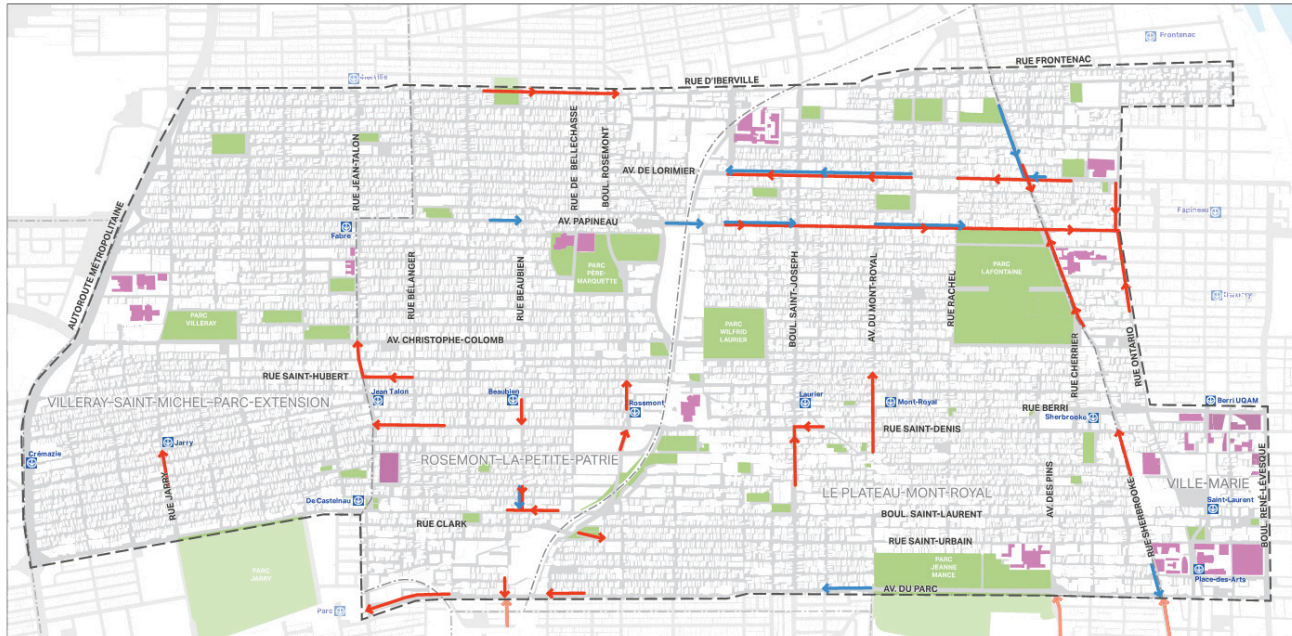 Frontenac
RUE FRONTENAC
Iberville
RUE D'IBERVILLE
RUE JEAN-TALON
RUE DE BELLECHASSE
BOUL. ROSEMONT
AV. DE LORIMIER
AUTOROUTE MÉTROPOLITAINE
Fabre
AV. PAPINEAU
Papineau
RUE BÉLANGER
RUE BEAUBIEN
PARC
PÈRE-
MARQUETTE
BOUL. SAINT-JOSEPH
AV. DU MONT-ROYAL
RUE RACHEL
PARC
LAFONTAINE
PARC
VILLERAY
PARC
WILFRID
LAURIER
AV. CHRISTOPHE-COLOMB
RUE CHERRIER
RUE ONTARIO
RUE SAINT-HUBERT
Jean Talon
Beaubien
Rosemont
Laurier
Mont-Royal
RUE BERRI
Sherbrooke
Berri UQAM
VILLERAY-SAINT-MICHEL-PARC-EXTENSION
RUE SAINT-DENIS
Jarry
Crémazie
ROSEMONT-LA-PETITE-PATRIE
RUE JARRY
De Castelnau
LE PLATEAU-MONT-ROYAL
AV. DES PINS
VILLE-MARIE
Saint-Laurent
BOUL. RENÉ-LÉVESQUE
RUE SHERBROOKE
RUE CLARK
BOUL. SAINT-LAURENT
RUE SAINT-URBAIN
PARC
JARRY
PARC
JEANNE
MANCE
Place-des-Arts
AV. DU PARC
Parc